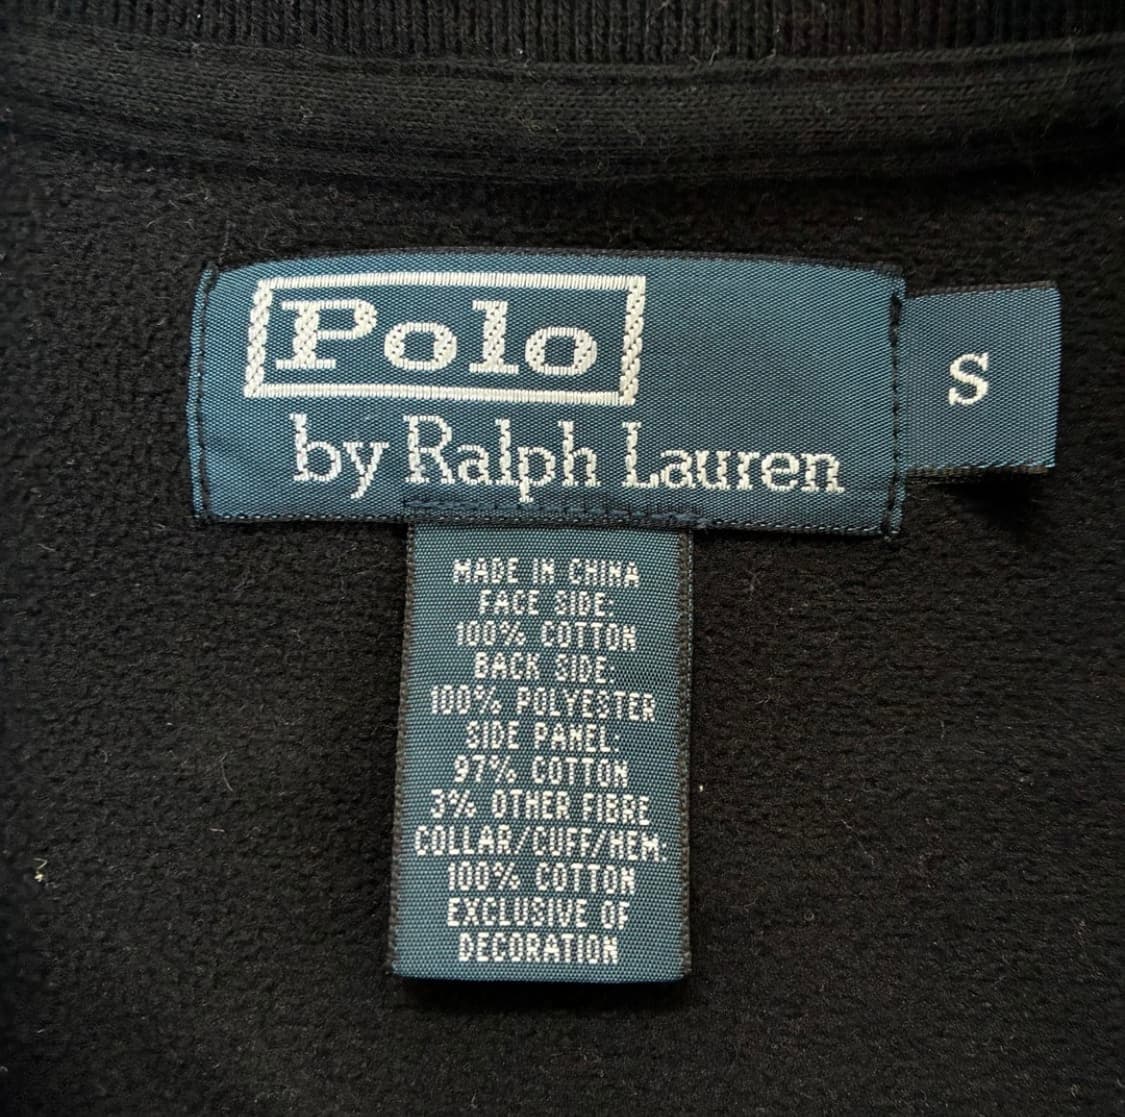 Polo
by Ralph Lauren
S
MADE IN CHINA
FACE SIDE:
100% COTTON
BACK SIDE:
100% POLYESTER
SIDE PANEL:
97% COTTON
3% OTHER FIBRE
COLLAR/CUFF/HEM:
100% COTTON
EXCLUSIVE OF
DECORATION